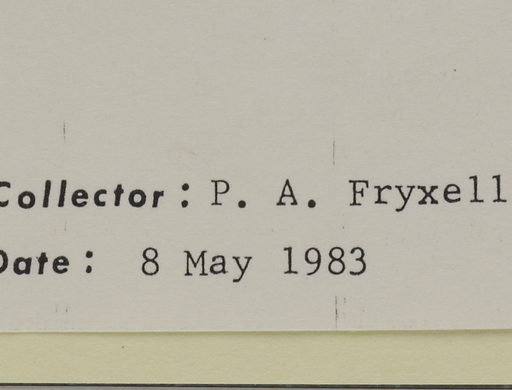 Collector: P. A. Fryxell
Date: 8 May 1983